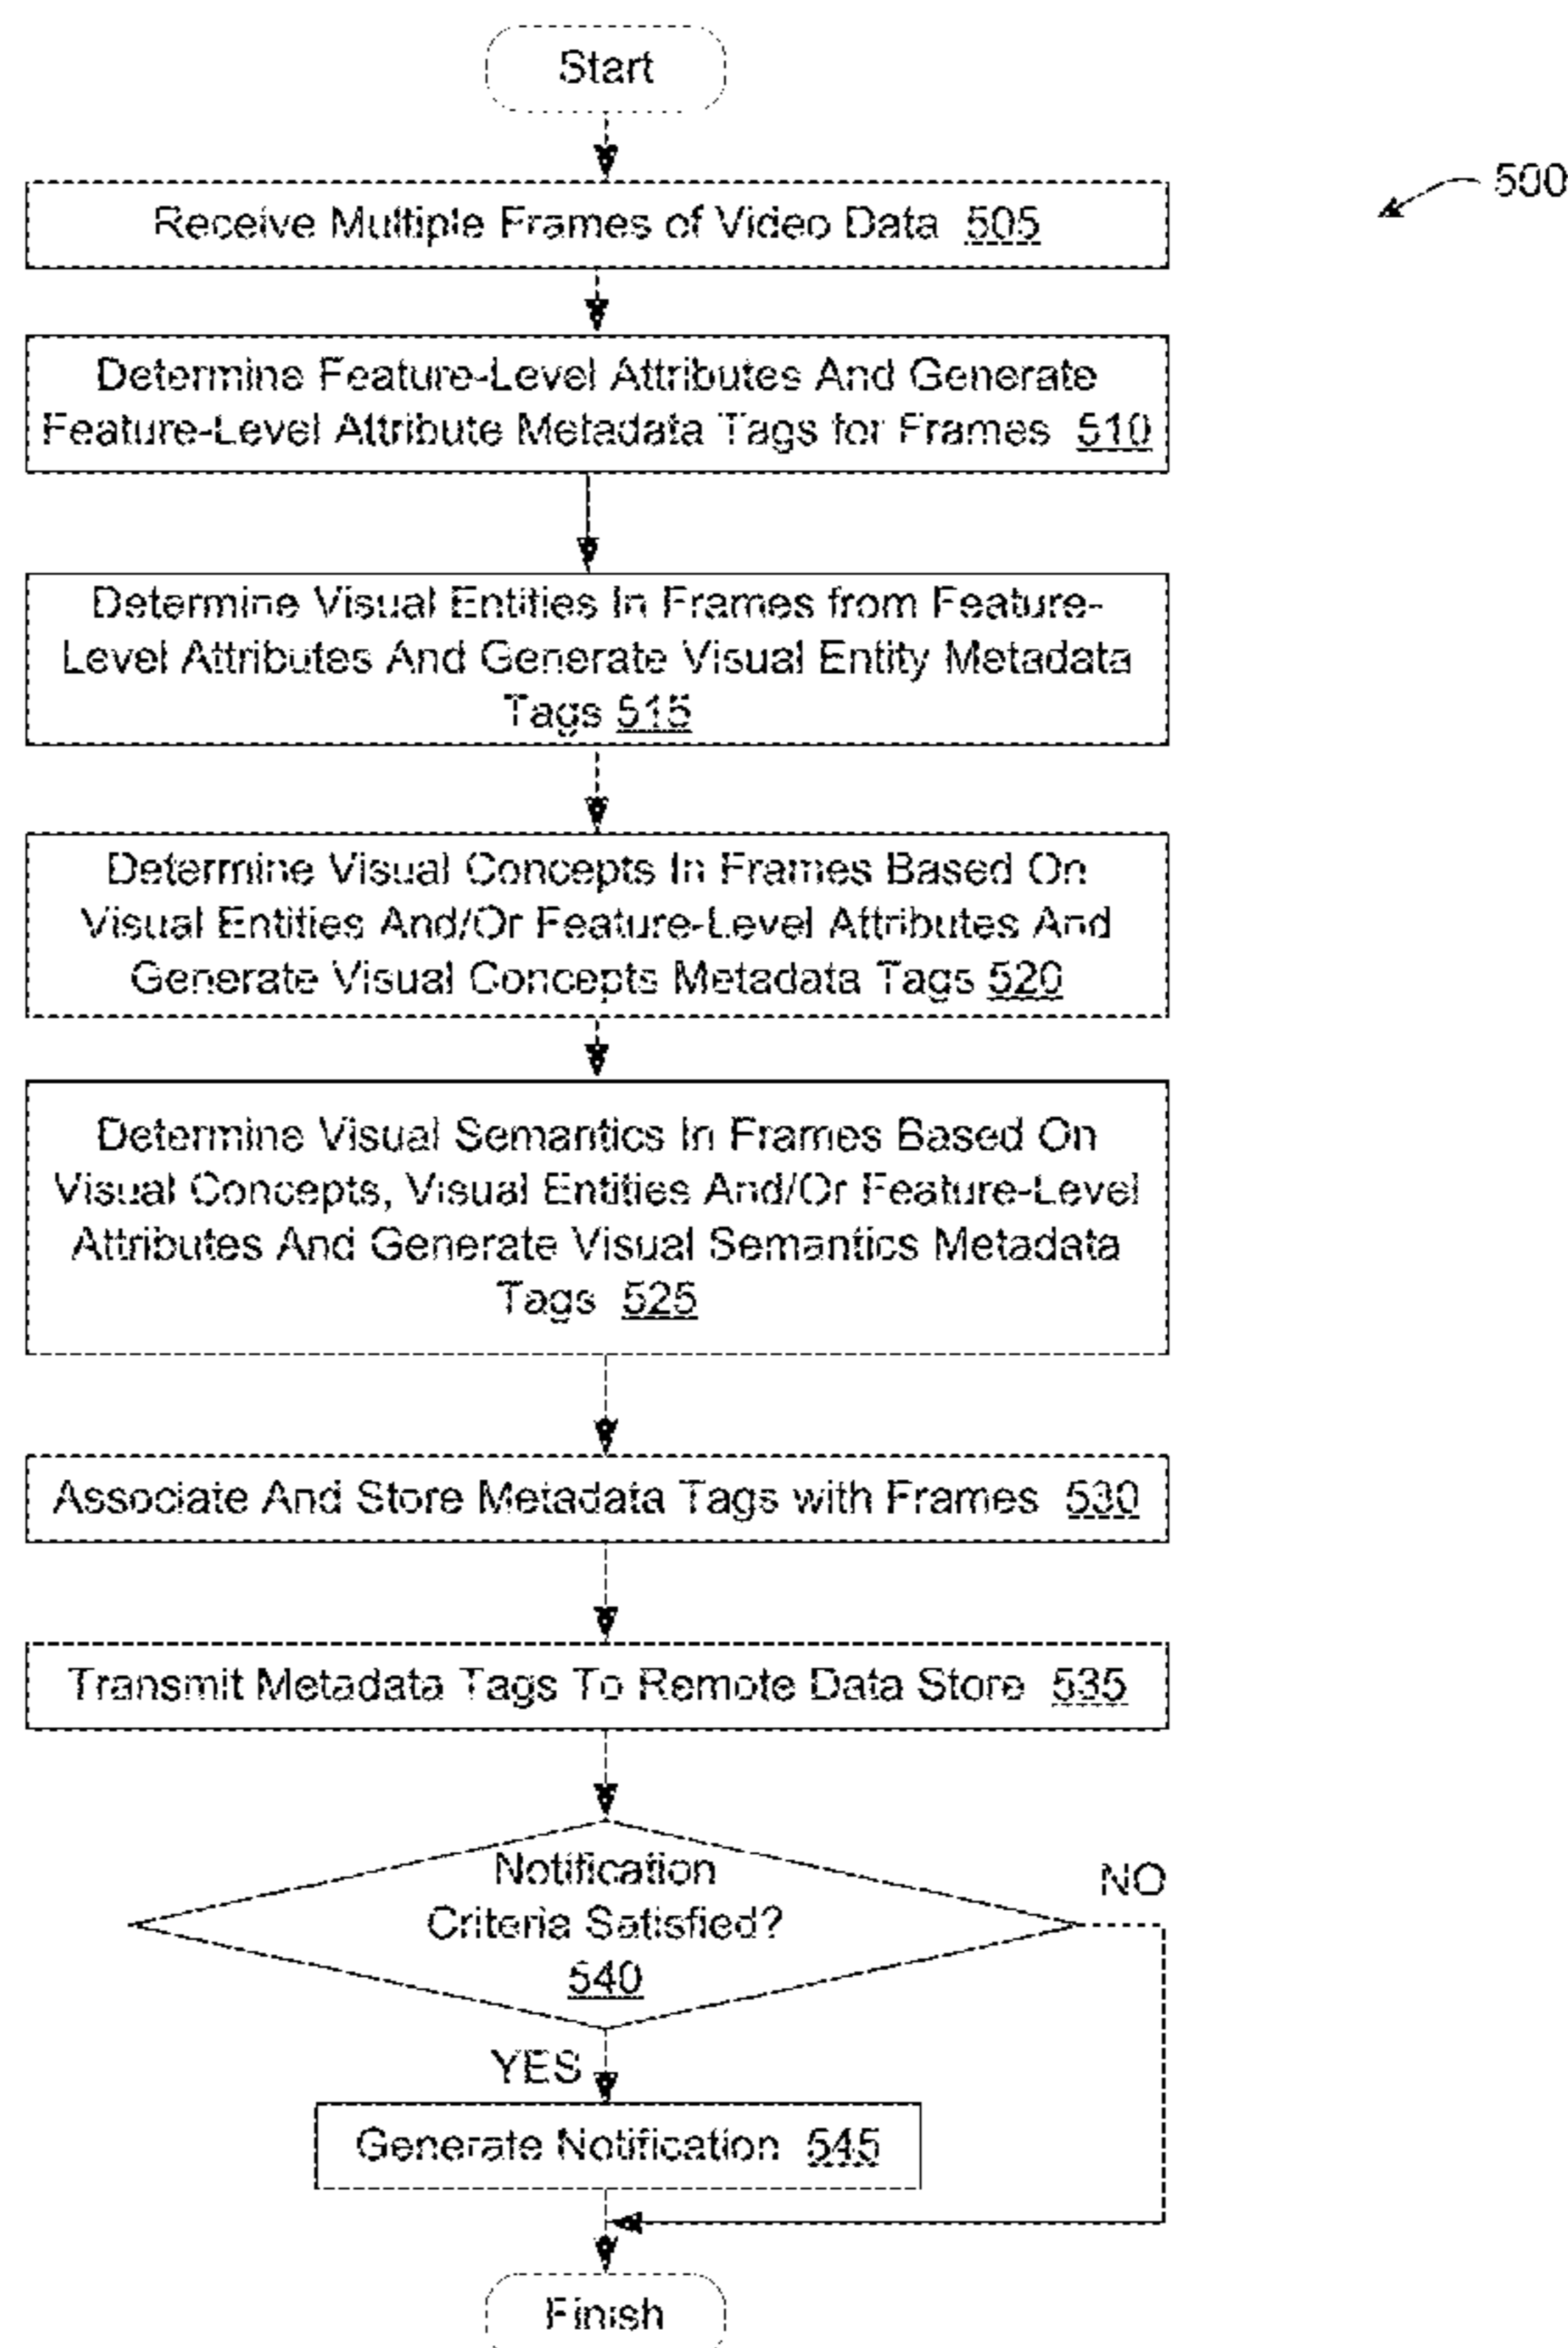 Start
500
Receive Multiple Frames of Video Data 505
Determine Feature-Level Attributes And Generate
Feature-Level Attribute Metadata Tags for Frames 510
Determine Visual Entities In Frames from Feature-
Level Attributes And Generate Visual Entity Metadata
Tags 515
Determine Visual Concepts In Frames Based On
Visual Entities And/Or Feature-Level Attributes And
Generate Visual Concepts Metadata Tags 520
Determine Visual Semantics In Frames Based On
Visual Concepts, Visual Entities And/Or Feature-Level
Attributes And Generate Visual Semantics Metadata
Tags 525
Associate And Store Metadata Tags with Frames 530
Transmit Metadata Tags To Remote Data Store 535
Notification
Criteria Satisfied?
540
NO
YES
Generate Notification 545
Finish